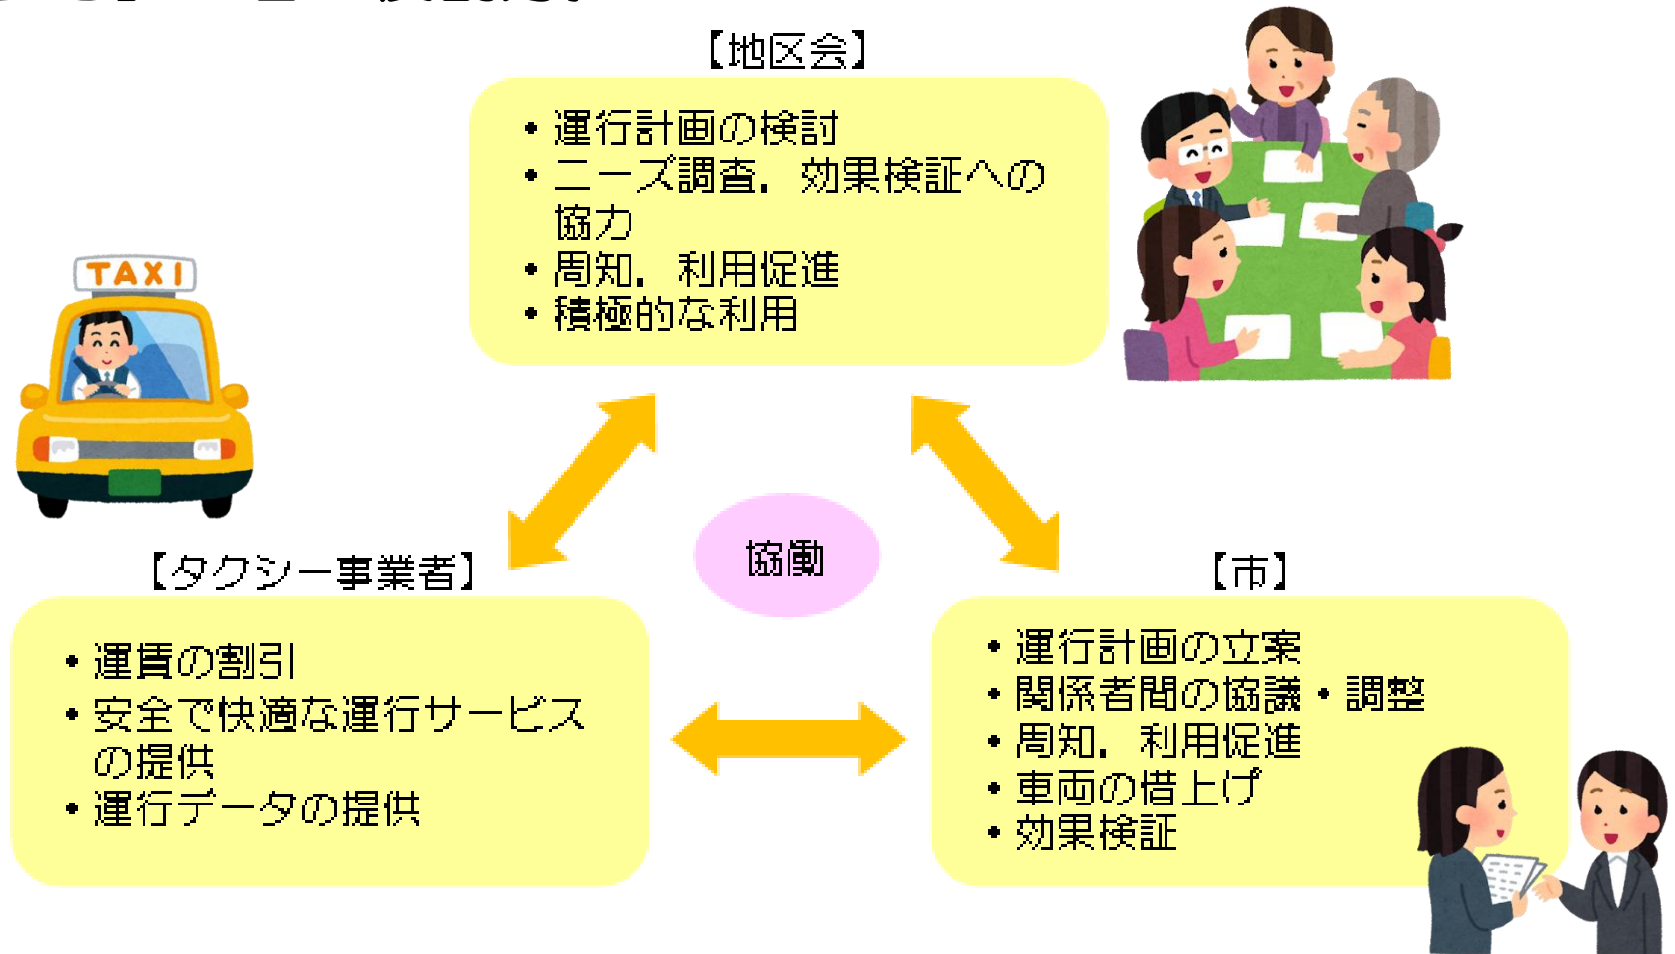 【地区会】
・運行計画の検討
・ニーズ調査，効果検証への
協力
・周知，利用促進
・積極的な利用
TAXI
協働
【タクシー事業者】
・運賃の割引
・安全で快適な運行サービス
の提供
・運行データの提供
【市】
・運行計画の立案
・関係者間の協議・調整
・周知，利用促進
・車両の借上げ
・効果検証